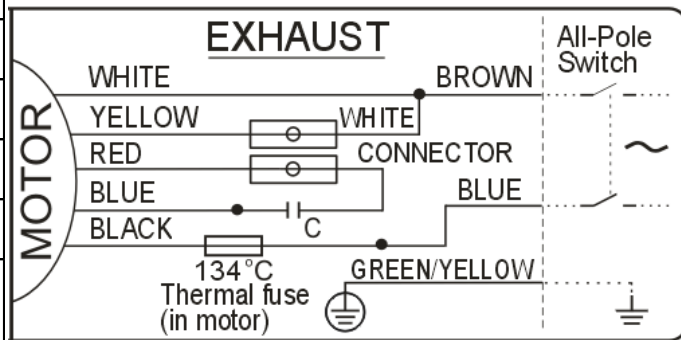 EXHAUST
All-Pole
Switch
MOTOR
WHITE
BROWN
YELLOW
WHITE
RED
CONNECTOR
BLUE
C
BLUE
BLACK
134°C
Thermal fuse
(in motor)
GREEN/YELLOW